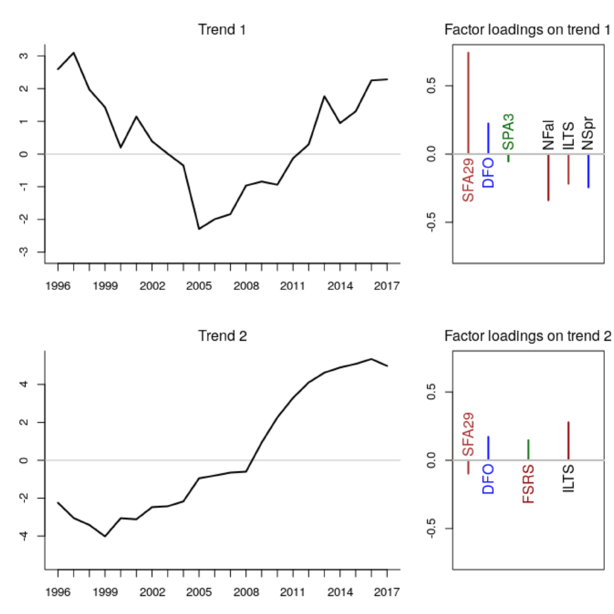 Trend 1
3
2
1
0
-1
-2
-3
1996 1999 2002 2005 2008 2011 2014 2017
Factor loadings on trend 1
0.5
0.0
-0.5
SFA29
DFO
SPA3
NFal
ILTS
NSpr
Trend 2
4
2
0
-2
-4
1996 1999 2002 2005 2008 2011 2014 2017
Factor loadings on trend 2
0.5
0.0
-0.5
SFA29
DFO
FSRS
ILTS